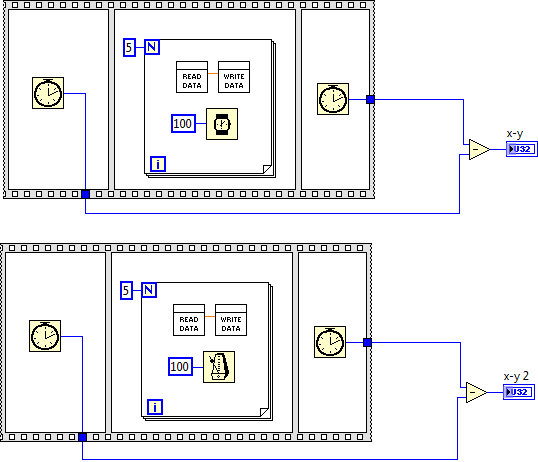 5 N
READ DATA
WRITE DATA
100
i
x-y
U32
5 N
READ DATA
WRITE DATA
100
i
x-y 2
U32